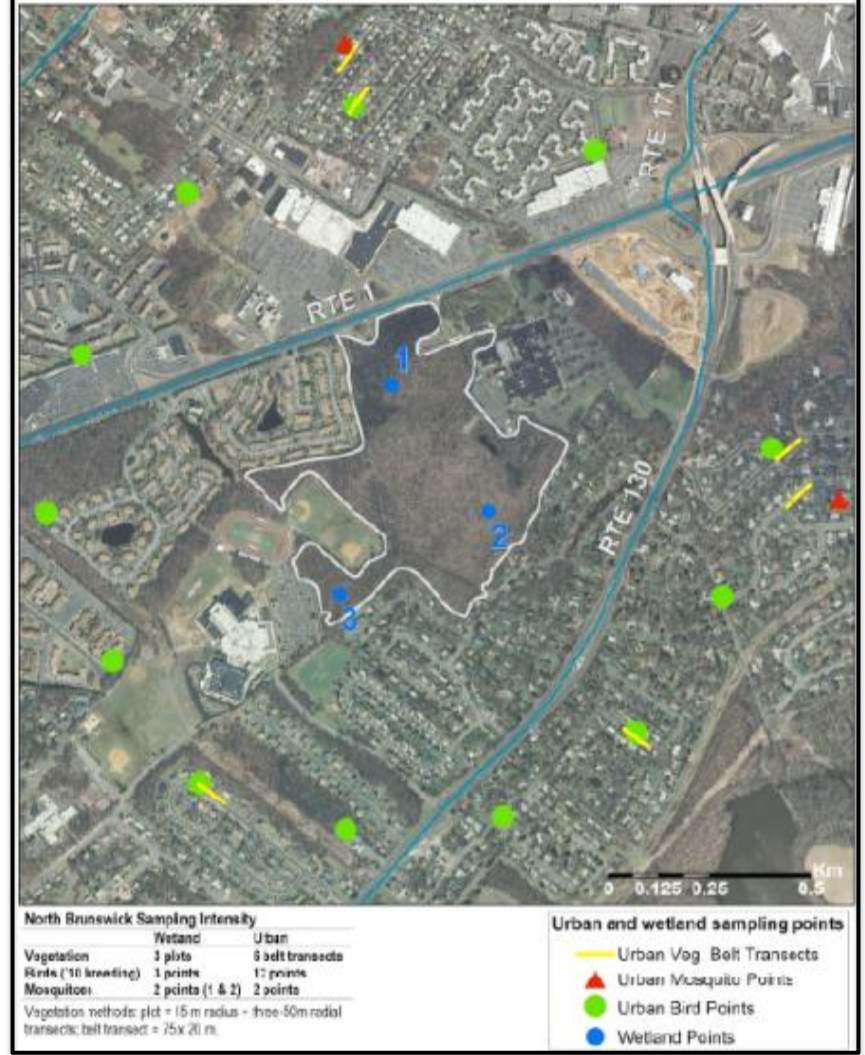 N
RTE 171
RTE 1
1
RTE 130
2
3
Km
0 0.125 0.25 0.5
North Brunswick Sampling Intensity
Wetland Urban
Vegetation 3 plots 6 belt transects
Birds ('10 breeding) 3 points 12 points
Mosquitoes 2 points (1 & 2) 2 points
Vegetation methods: plot = 15 m radius - three-50m radial
transects; belt transect = 75 x 20 m.
Urban and wetland sampling points
Urban Veg. Belt Transects
Urban Mosquito Points
Urban Bird Points
Wetland Points